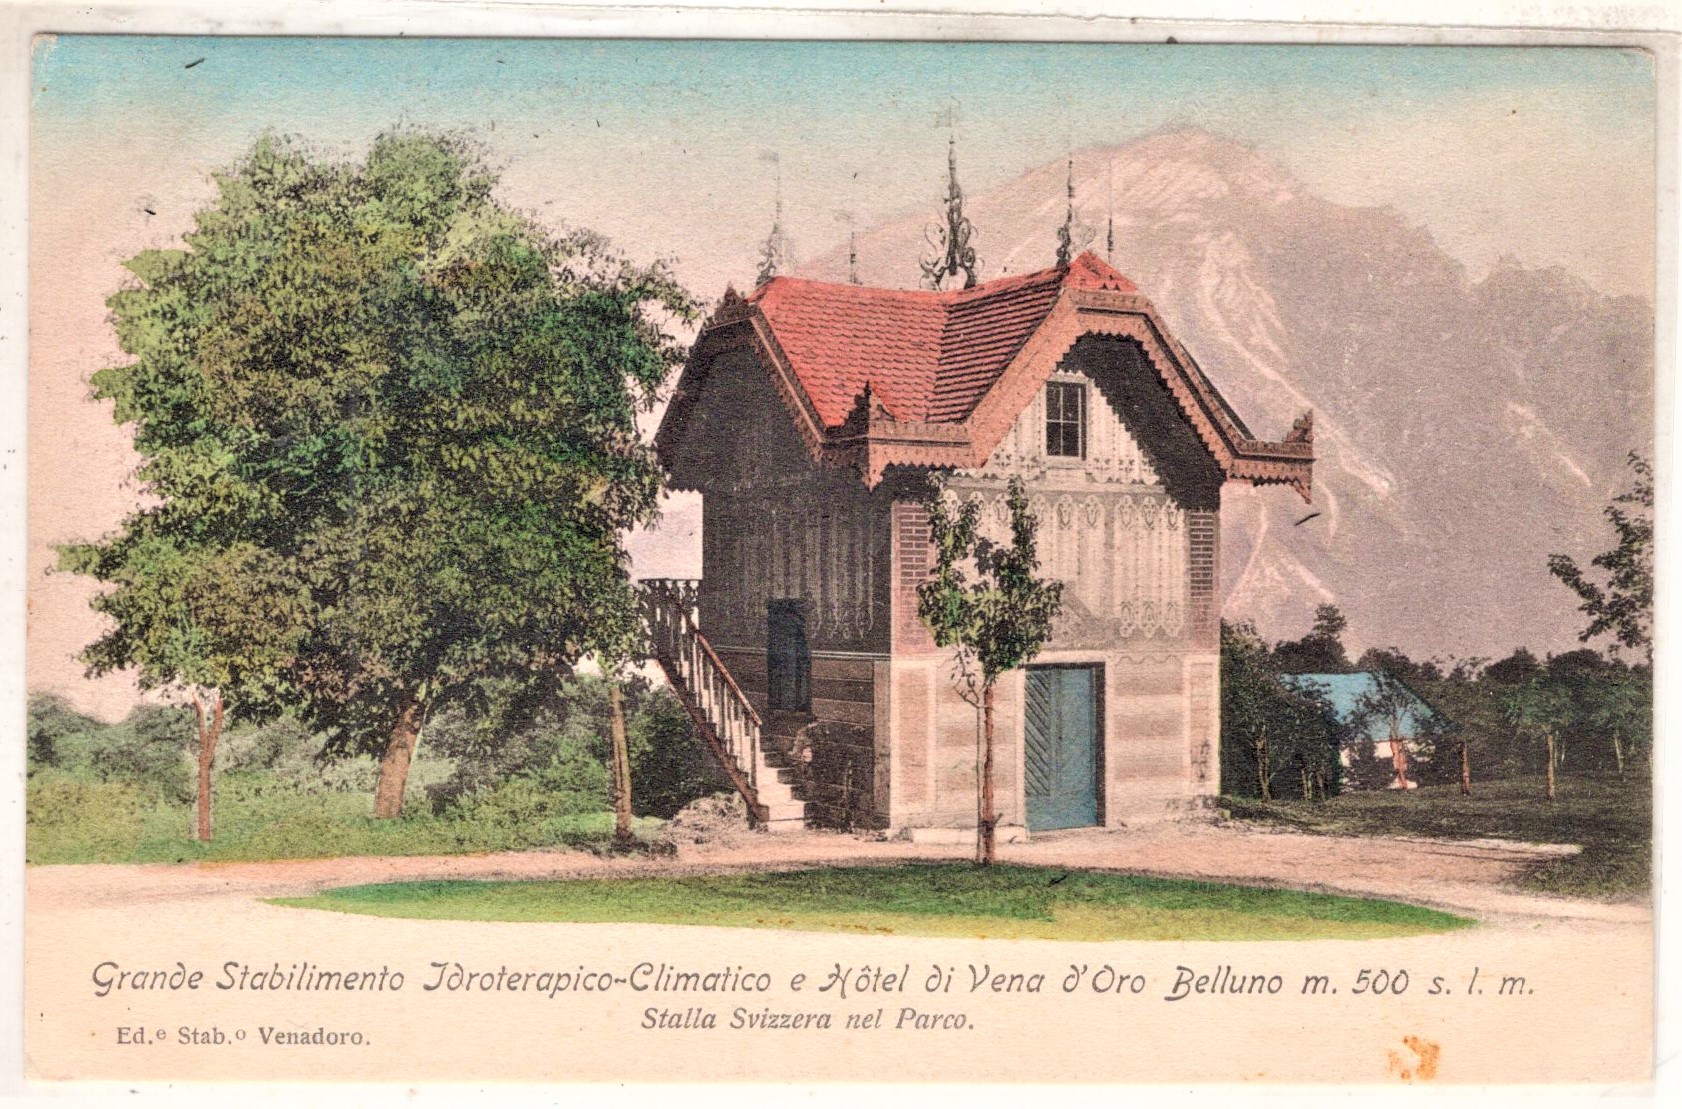 Grande Stabilimento Idroterapico-Climatico e Hôtel di Vena d'Oro Belluno m. 500 s. l. m.
Stalla Svizzera nel Parco.
Ed.e Stab.o Venadoro.